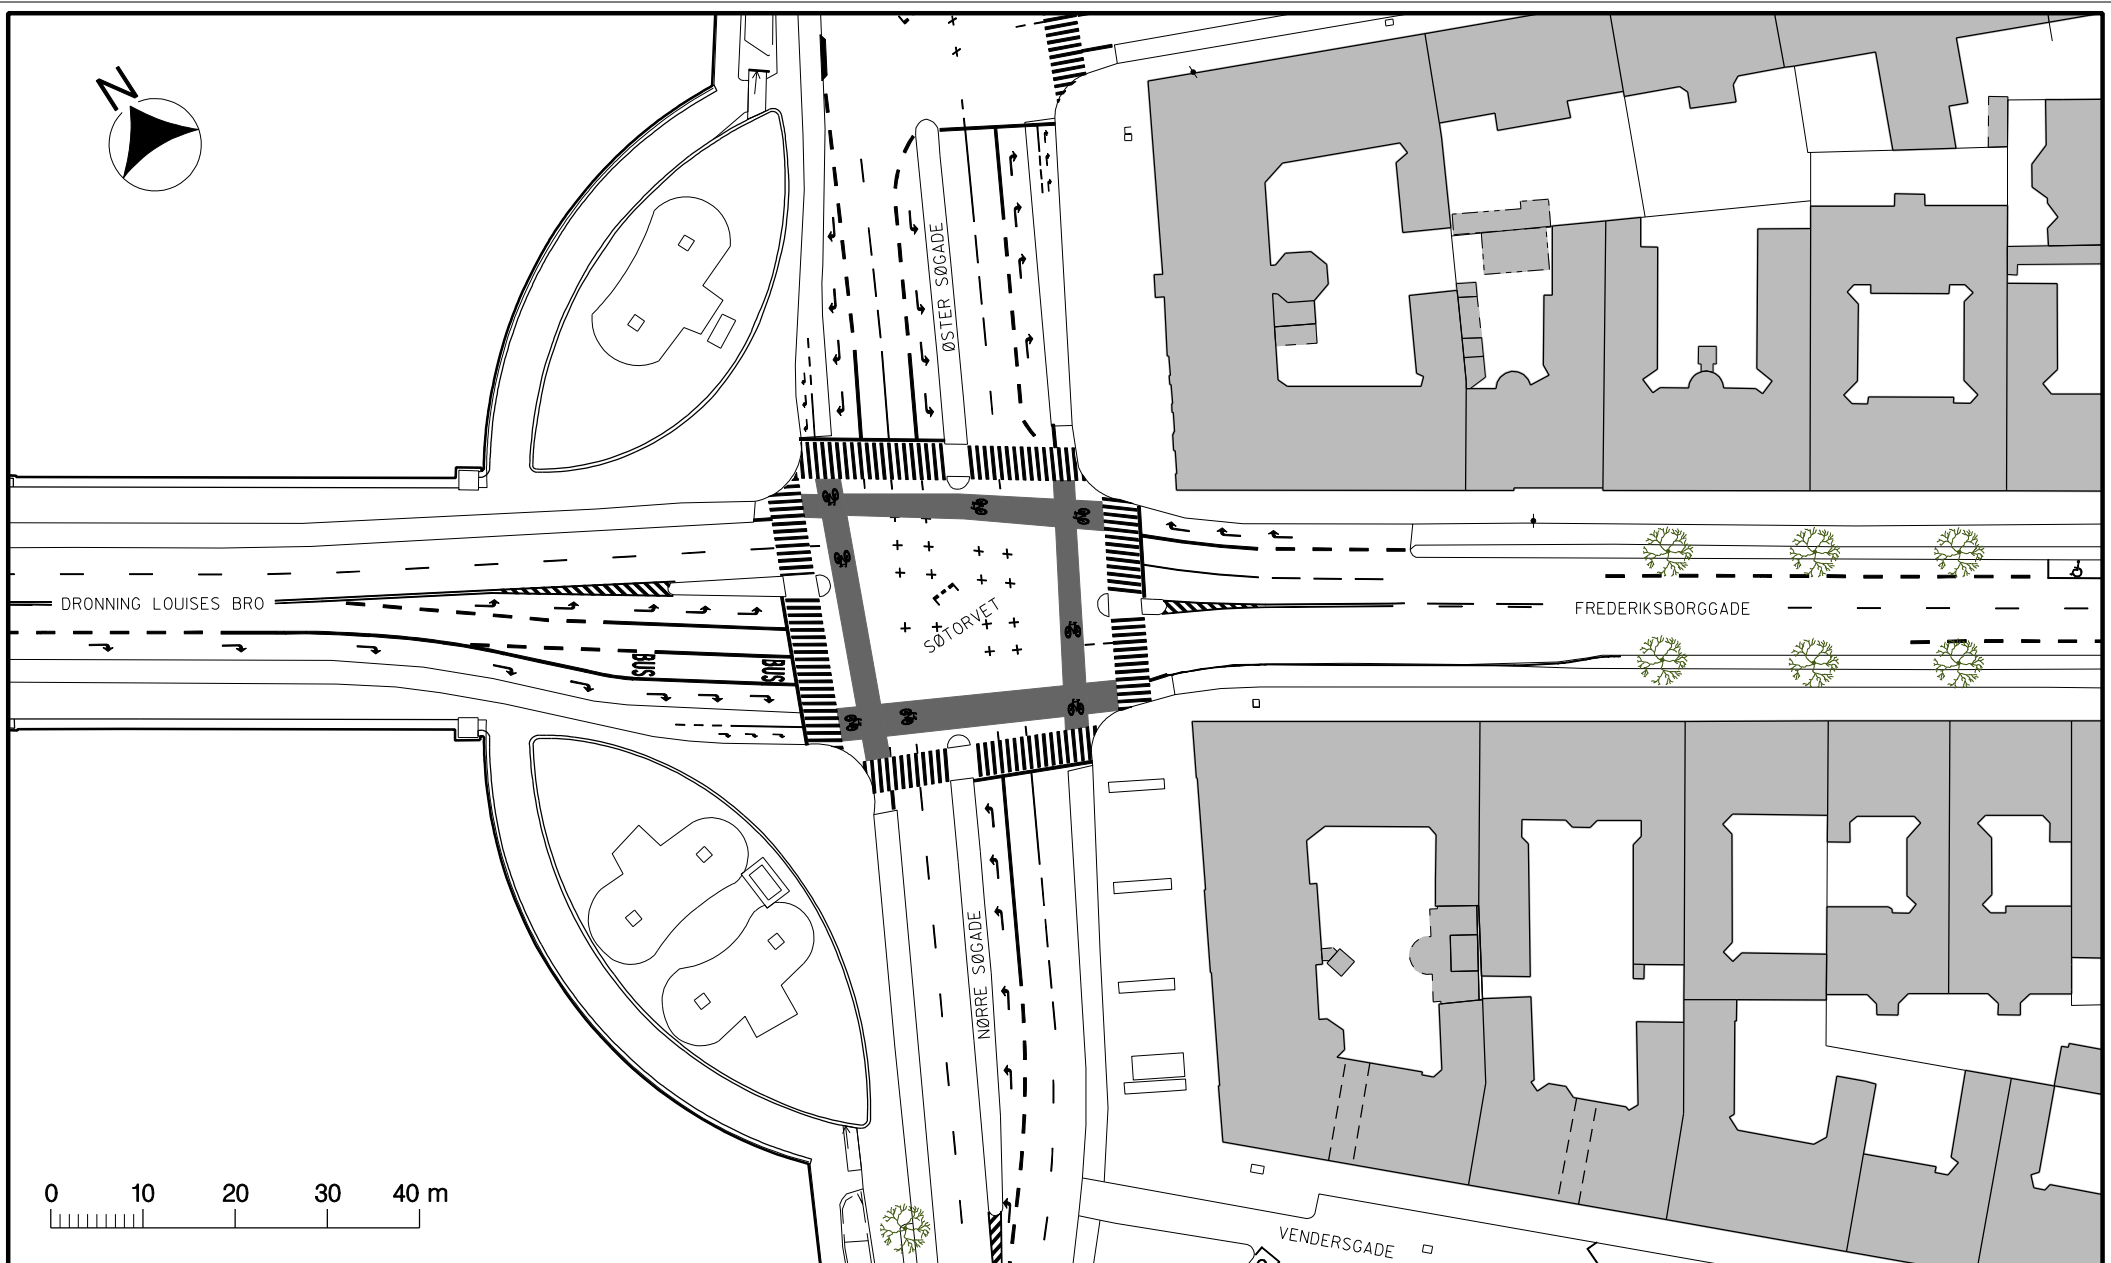 N
ØSTER SØGADE
DRONNING LOUISES BRO
SØTORVET
FREDERIKSBORGGADE
BUS
BUS
NØRRE SØGADE
0 10 20 30 40 m
VENDERSGADE